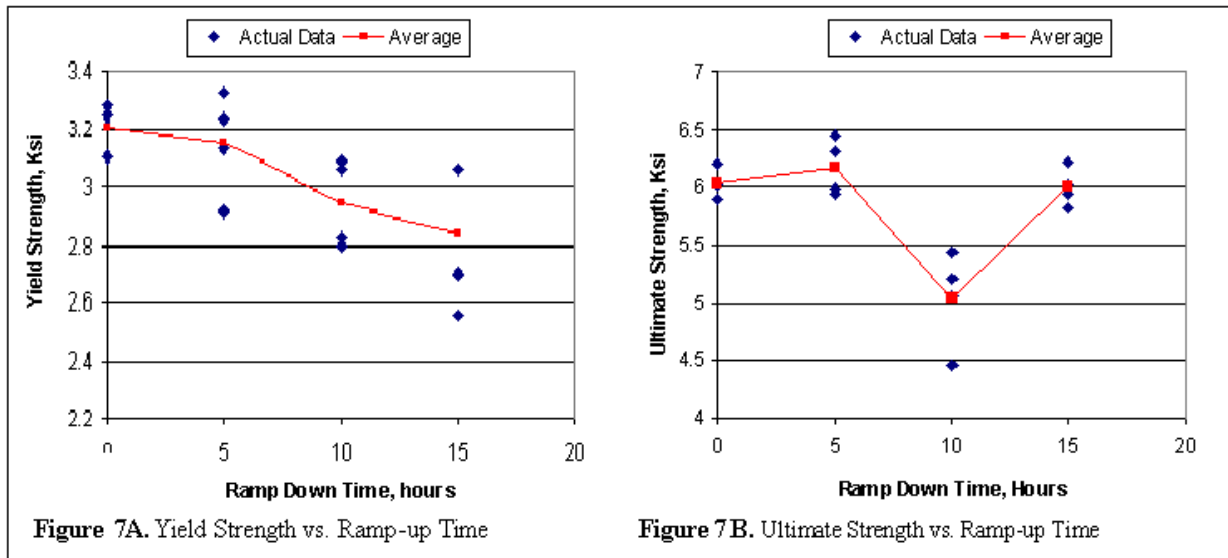 Actual Data Average
3.4
3.2
3
2.8
2.6
2.4
2.2
0 5 10 15 20
Yield Strength, Ksi
Ramp Down Time, hours
Figure 7A. Yield Strength vs. Ramp-up Time
Actual Data Average
7
6.5
6
5.5
5
4.5
4
0 5 10 15 20
Ultimate Strength, Ksi
Ramp Down Time, Hours
Figure 7B. Ultimate Strength vs. Ramp-up Time